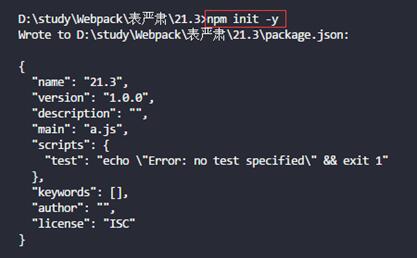 D:\study\Webpack\表严肃\21.3>npm init -y
Wrote to D:\study\Webpack\表严肃\21.3\package.json:
{
  "name": "21.3",
  "version": "1.0.0",
  "description": "",
  "main": "a.js",
  "scripts": {
    "test": "echo \"Error: no test specified\" && exit 1"
  },
  "keywords": [],
  "author": "",
  "license": "ISC"
}